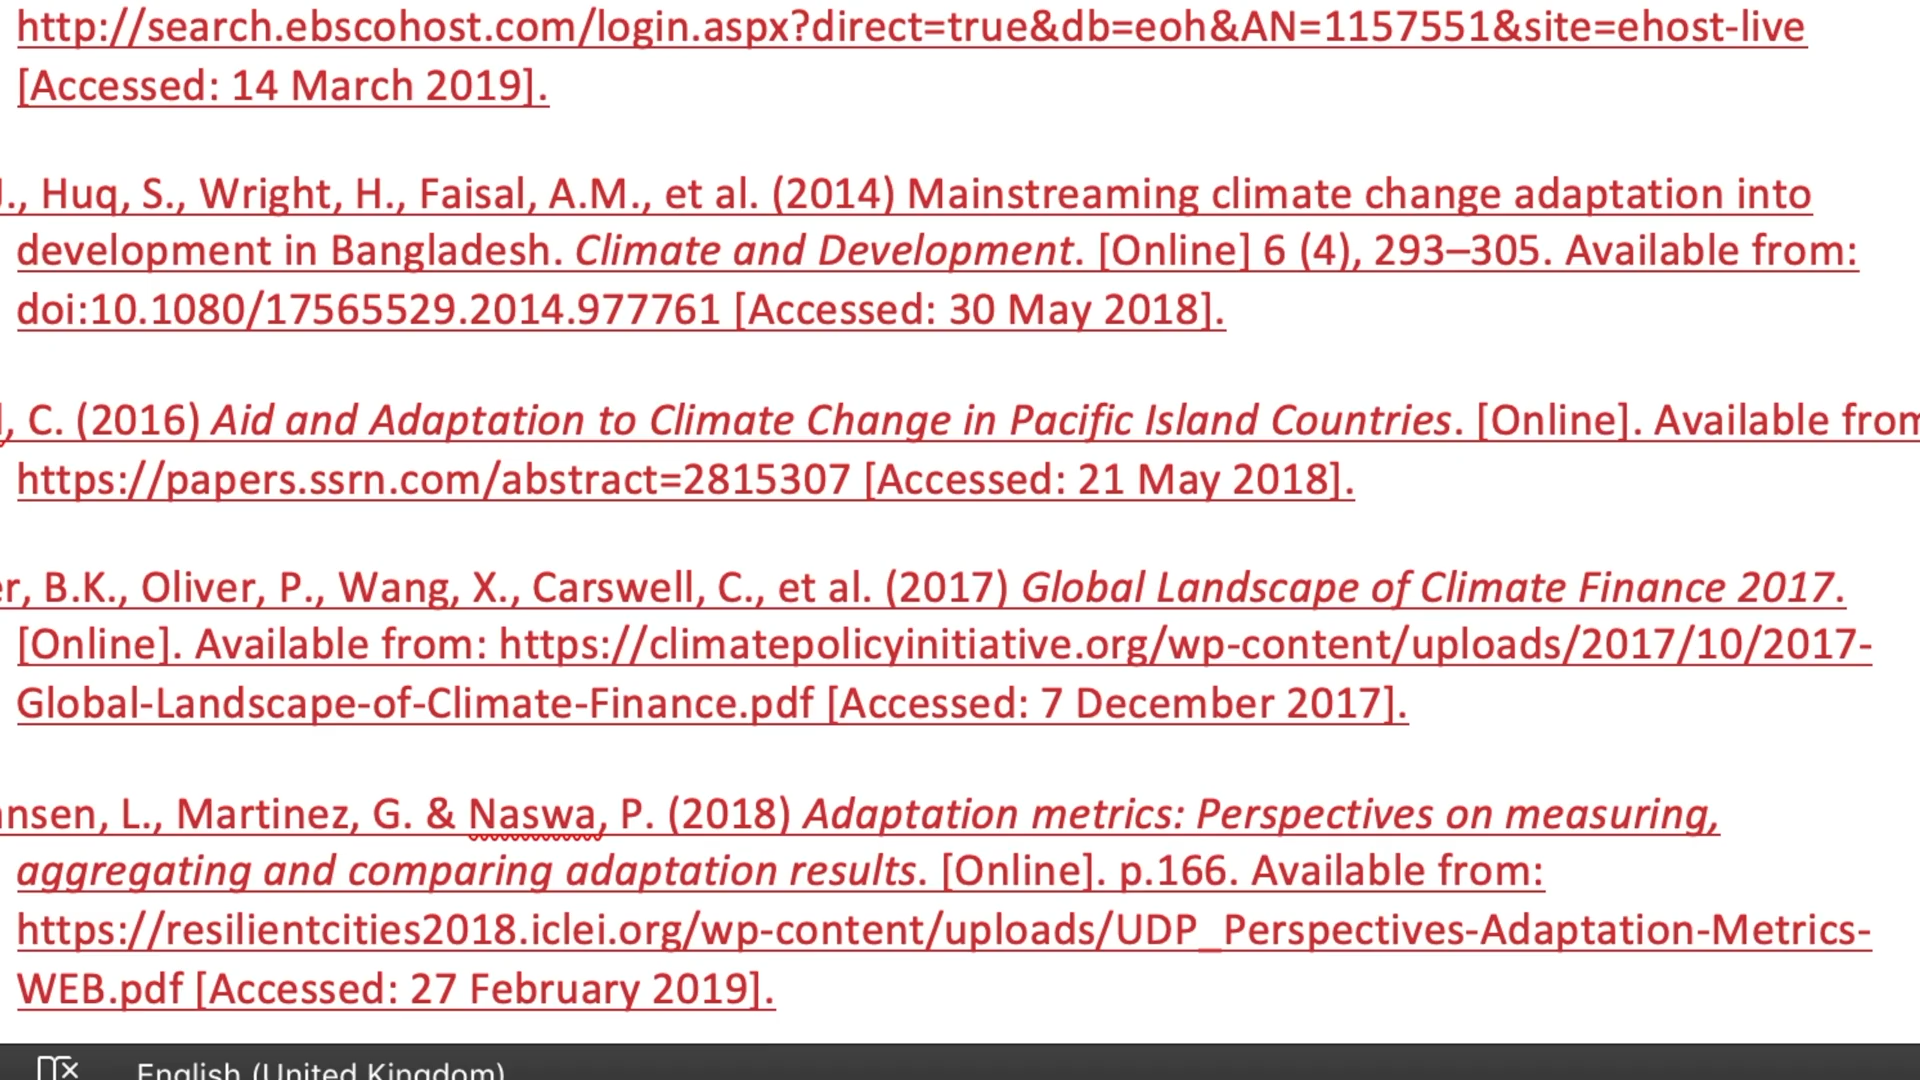 http://search.ebscohost.com/login.aspx?direct=true&db=eoh&AN=1157551&site=ehost-live
[Accessed: 14 March 2019].
J., Huq, S., Wright, H., Faisal, A.M., et al. (2014) Mainstreaming climate change adaptation into
development in Bangladesh. Climate and Development. [Online] 6 (4), 293–305. Available from:
doi:10.1080/17565529.2014.977761 [Accessed: 30 May 2018].
, C. (2016) Aid and Adaptation to Climate Change in Pacific Island Countries. [Online]. Available from
https://papers.ssrn.com/abstract=2815307 [Accessed: 21 May 2018].
er, B.K., Oliver, P., Wang, X., Carswell, C., et al. (2017) Global Landscape of Climate Finance 2017.
[Online]. Available from: https://climatepolicyinitiative.org/wp-content/uploads/2017/10/2017-
Global-Landscape-of-Climate-Finance.pdf [Accessed: 7 December 2017].
nsen, L., Martinez, G. & Naswa, P. (2018) Adaptation metrics: Perspectives on measuring,
aggregating and comparing adaptation results. [Online]. p.166. Available from:
https://resilientcities2018.iclei.org/wp-content/uploads/UDP_Perspectives-Adaptation-Metrics-
WEB.pdf [Accessed: 27 February 2019].
English (United Kingdom)